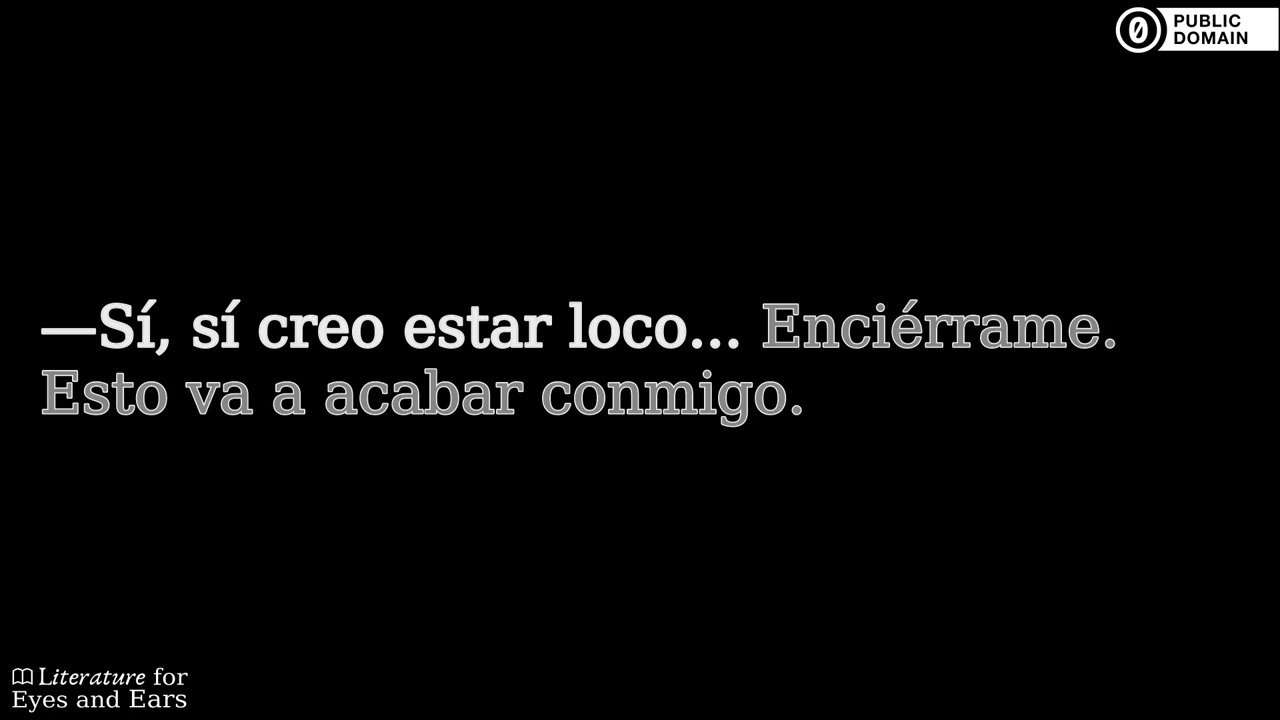 PUBLIC
DOMAIN
—Sí, sí creo estar loco... Enciérrame.
Esto va a acabar conmigo.
Literature for
Eyes and Ears